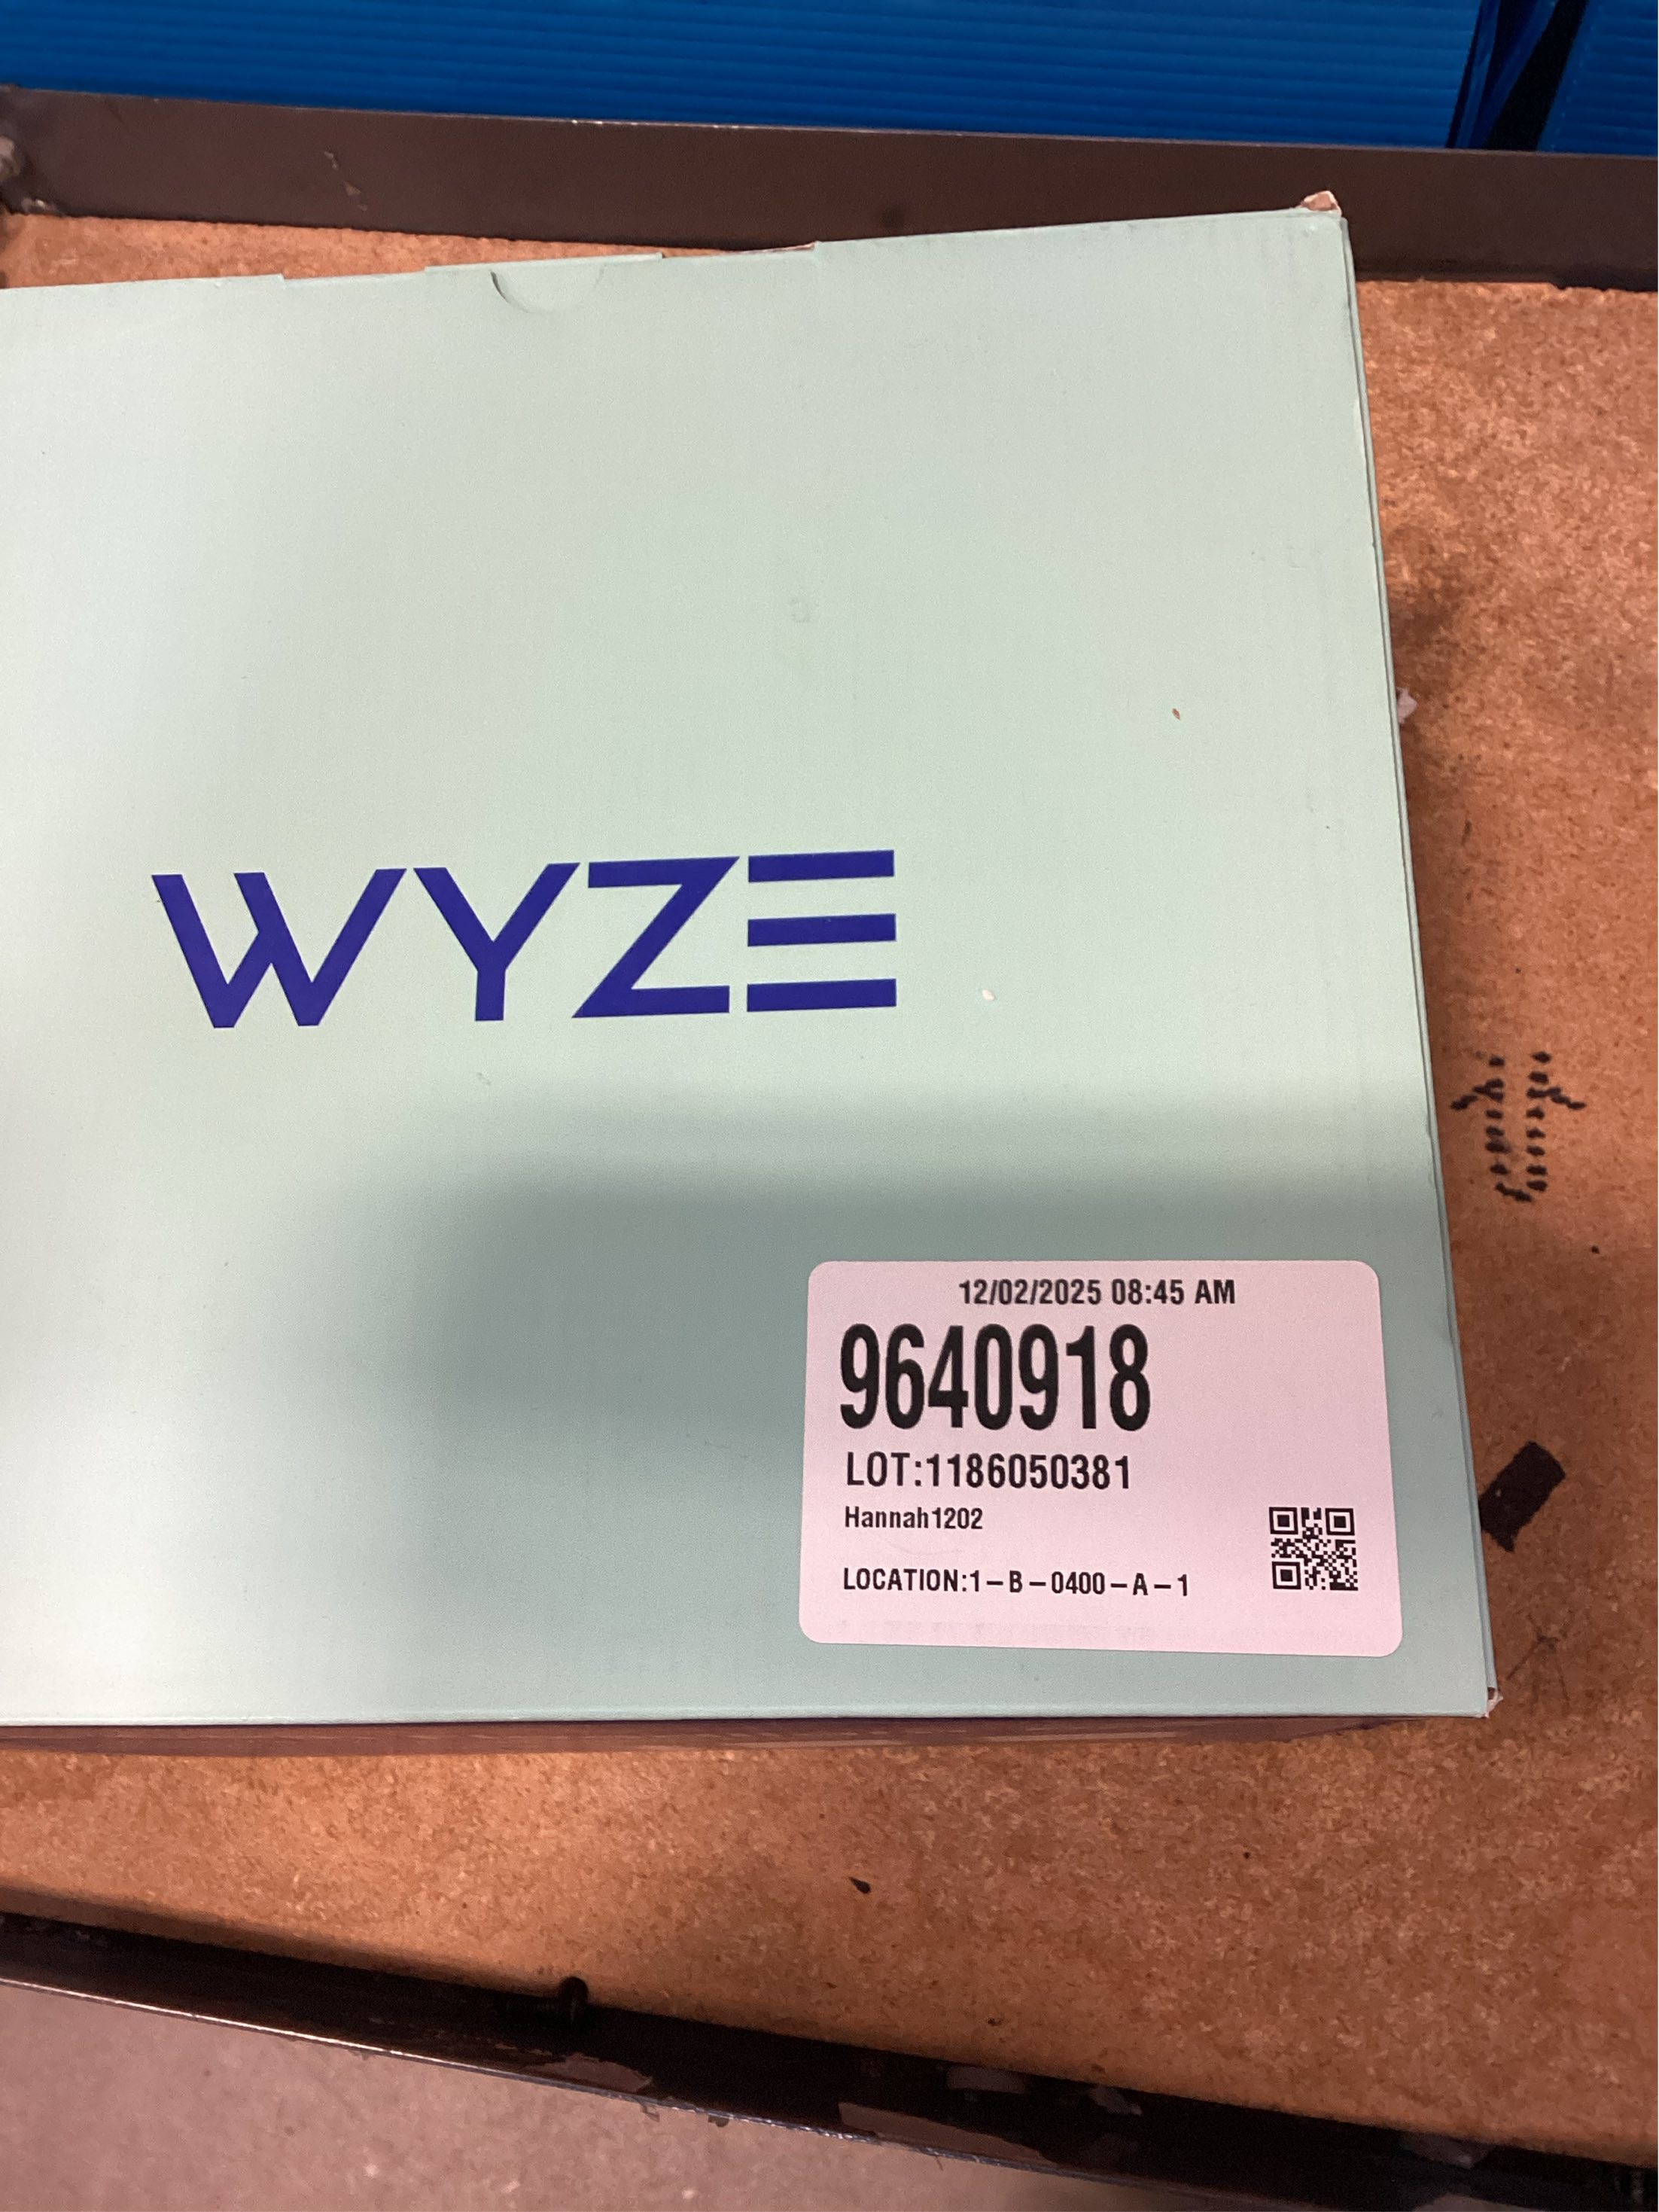 WYZE
12/02/2025 08:45 AM
9640918
LOT:1186050381
Hannah1202
LOCATION:1-B-0400-A-1